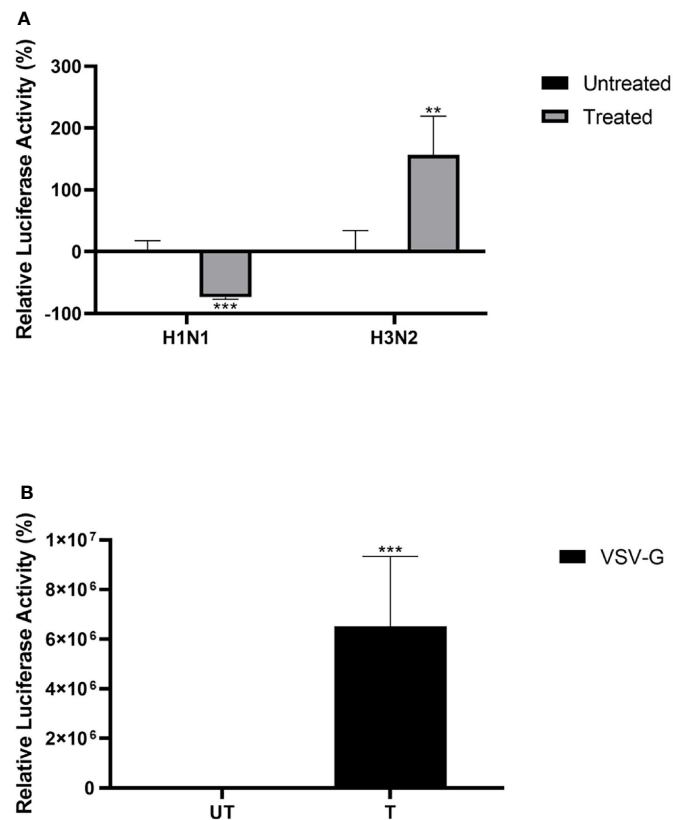 A
Relative Luciferase Activity (%)
300
200
100
0
-100
**
***
H1N1
H3N2
Untreated
Treated
B
Relative Luciferase Activity (%)
1×10⁷
8×10⁶
6×10⁶
4×10⁶
2×10⁶
0
***
UT
T
VSV-G